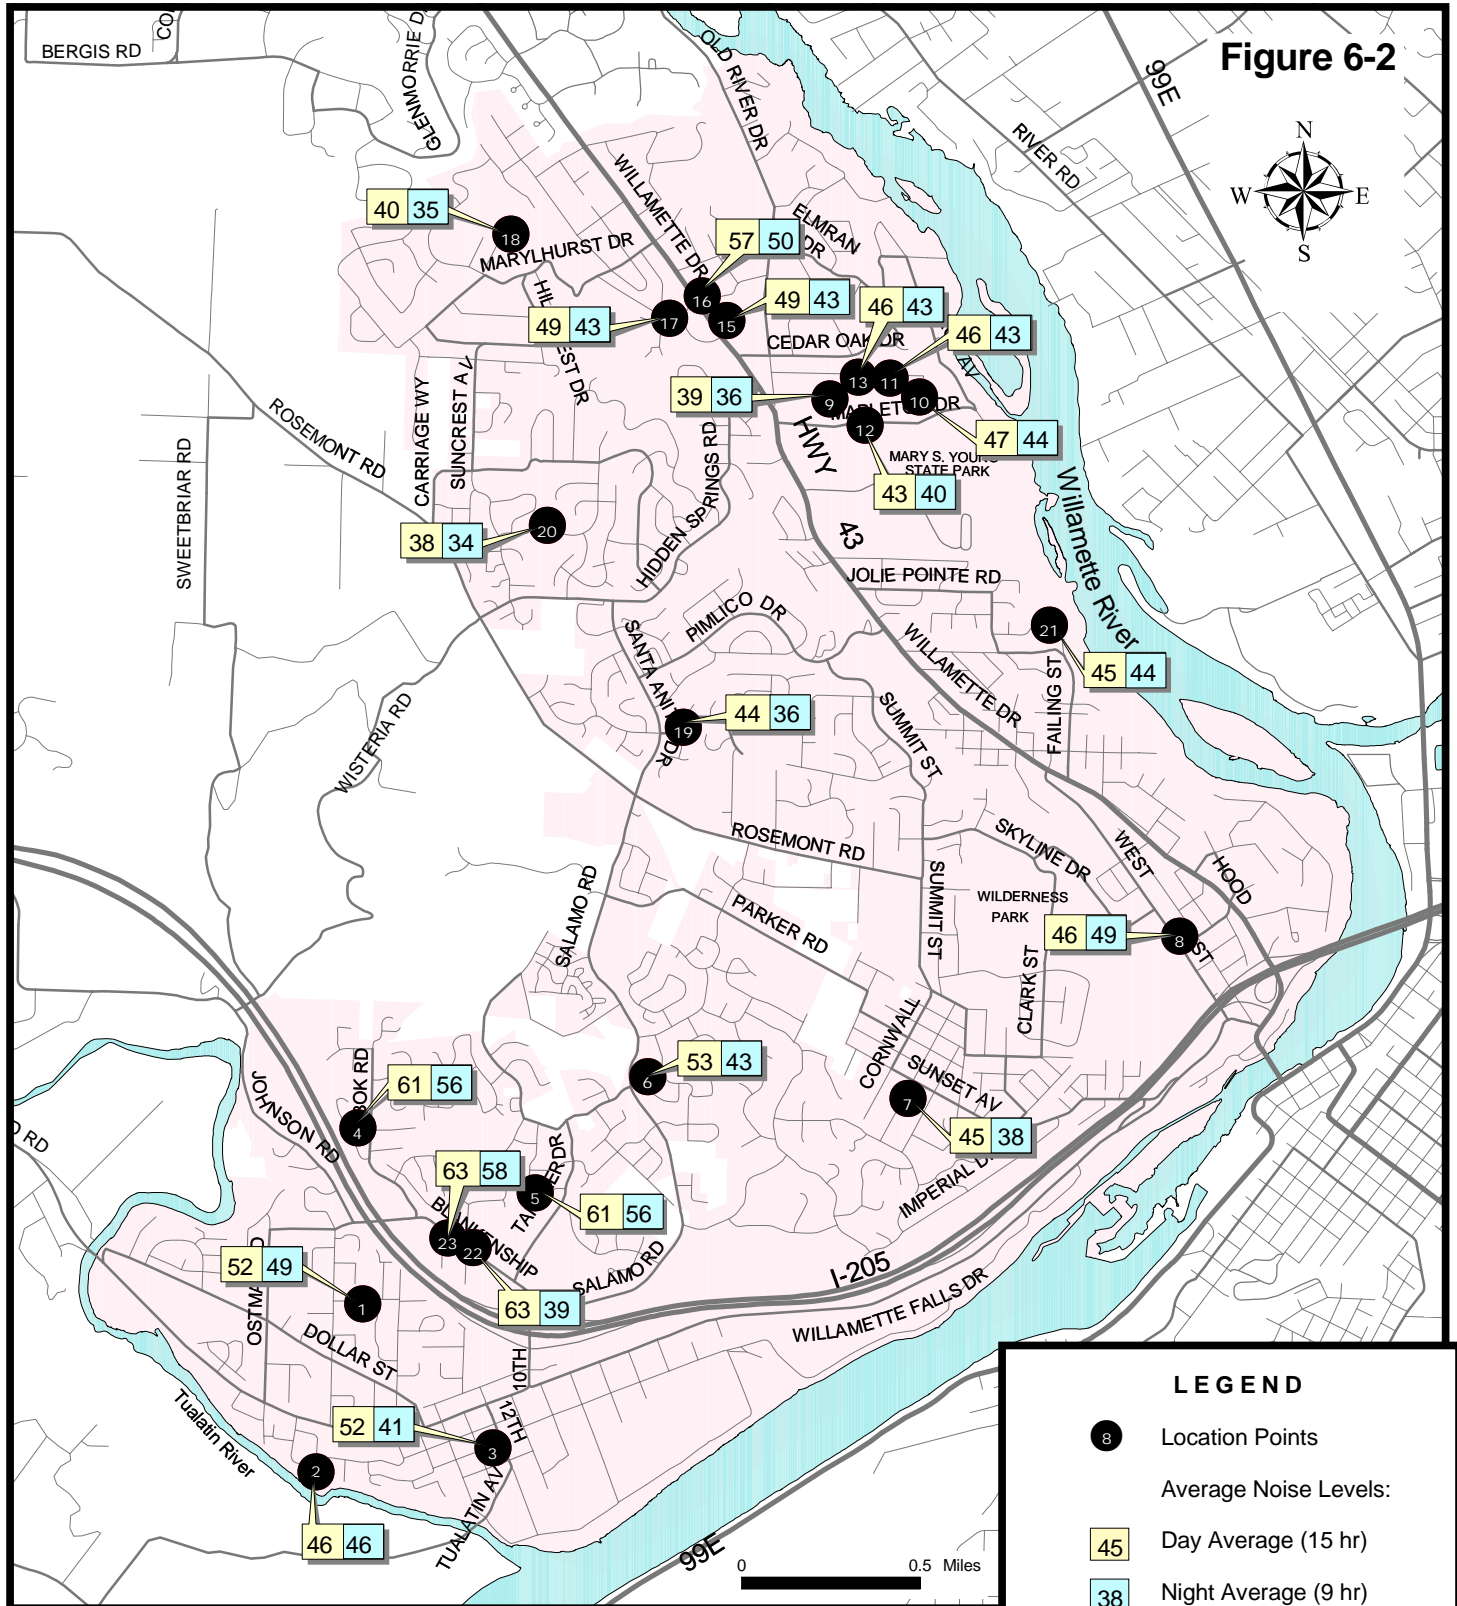 Figure 6-2
BERGIS RD
GLENMORRIE D
OLD RIVER DR
99E
RIVER RD
N
W E
S
WILLAMETTE DR
ELMRAN
DR
40 35
18
MARYLHURST DR
57 50
16
49 43
15
49 43
17
46 43
13
46 43
11
CEDAR OAK DR
AV
39 36
9
10
47 44
12
43 40
MARY S. YOUNG
STATE PARK
HWY
43
CARRIAGE WY
SUNCREST AV
ROSEMONT RD
SWEETBRIAR RD
HIDDEN SPRINGS RD
38 34
20
Willamette River
JOLIE POINTE RD
21
45 44
PIMLICO DR
SANTA ANI
DR
WILLAMETTE DR
FAILING ST
SUMMIT ST
44 36
19
WISTERIA RD
ROSEMONT RD
SKYLINE DR
WEST
HOOD
ST
SUMMIT ST
WILDERNESS
PARK
46 49
8
PARKER RD
SALAMO RD
CLARK ST
CORNWALL
SUNSET AV
53 43
6
7
45 38
IMPERIAL D
JOHNSON RD
BOK RD
61 56
4
63 58
23
22
63 39
5
61 56
BLANKENSHIP
SALAMO RD
I-205
WILLAMETTE FALLS DR
52 49
1
DOLLAR ST
10TH
12TH
52 41
3
2
46 46
Tualatin River
TUALATIN AV
99E
0 0.5 Miles
LEGEND
8 Location Points
Average Noise Levels:
45 Day Average (15 hr)
38 Night Average (9 hr)